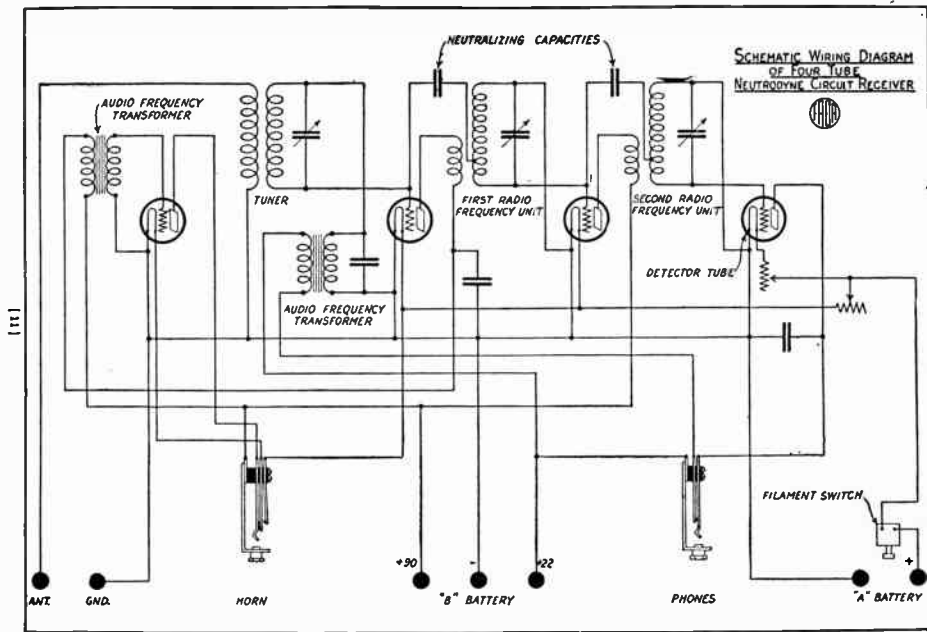 NEUTRALIZING CAPACITIES
SCHEMATIC WIRING DIAGRAM
OF FOUR TUBE
NEUTRODYNE CIRCUIT RECEIVER
AUDIO FREQUENCY
TRANSFORMER
TUNER
FIRST RADIO
FREQUENCY UNIT
SECOND RADIO
FREQUENCY UNIT
DETECTOR TUBE
AUDIO FREQUENCY
TRANSFORMER
[11]
FILAMENT SWITCH
+90
-
+22
+
ANT.
GND.
HORN
"B" BATTERY
PHONES
"A" BATTERY